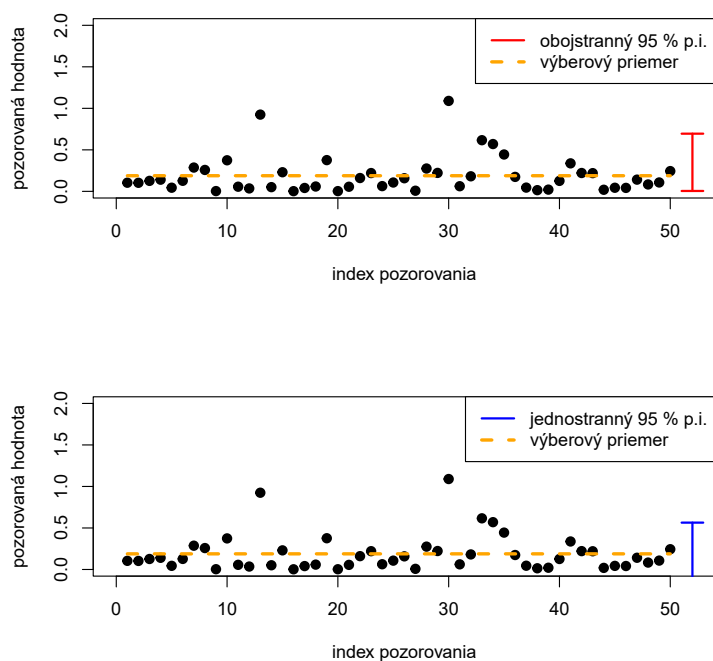 obojstranný 95 % p.i.
výberový priemer
pozorovaná hodnota
0.0 0.5 1.0 1.5 2.0
0 10 20 30 40 50
index pozorovania
jednostranný 95 % p.i.
výberový priemer
pozorovaná hodnota
0.0 0.5 1.0 1.5 2.0
0 10 20 30 40 50
index pozorovania